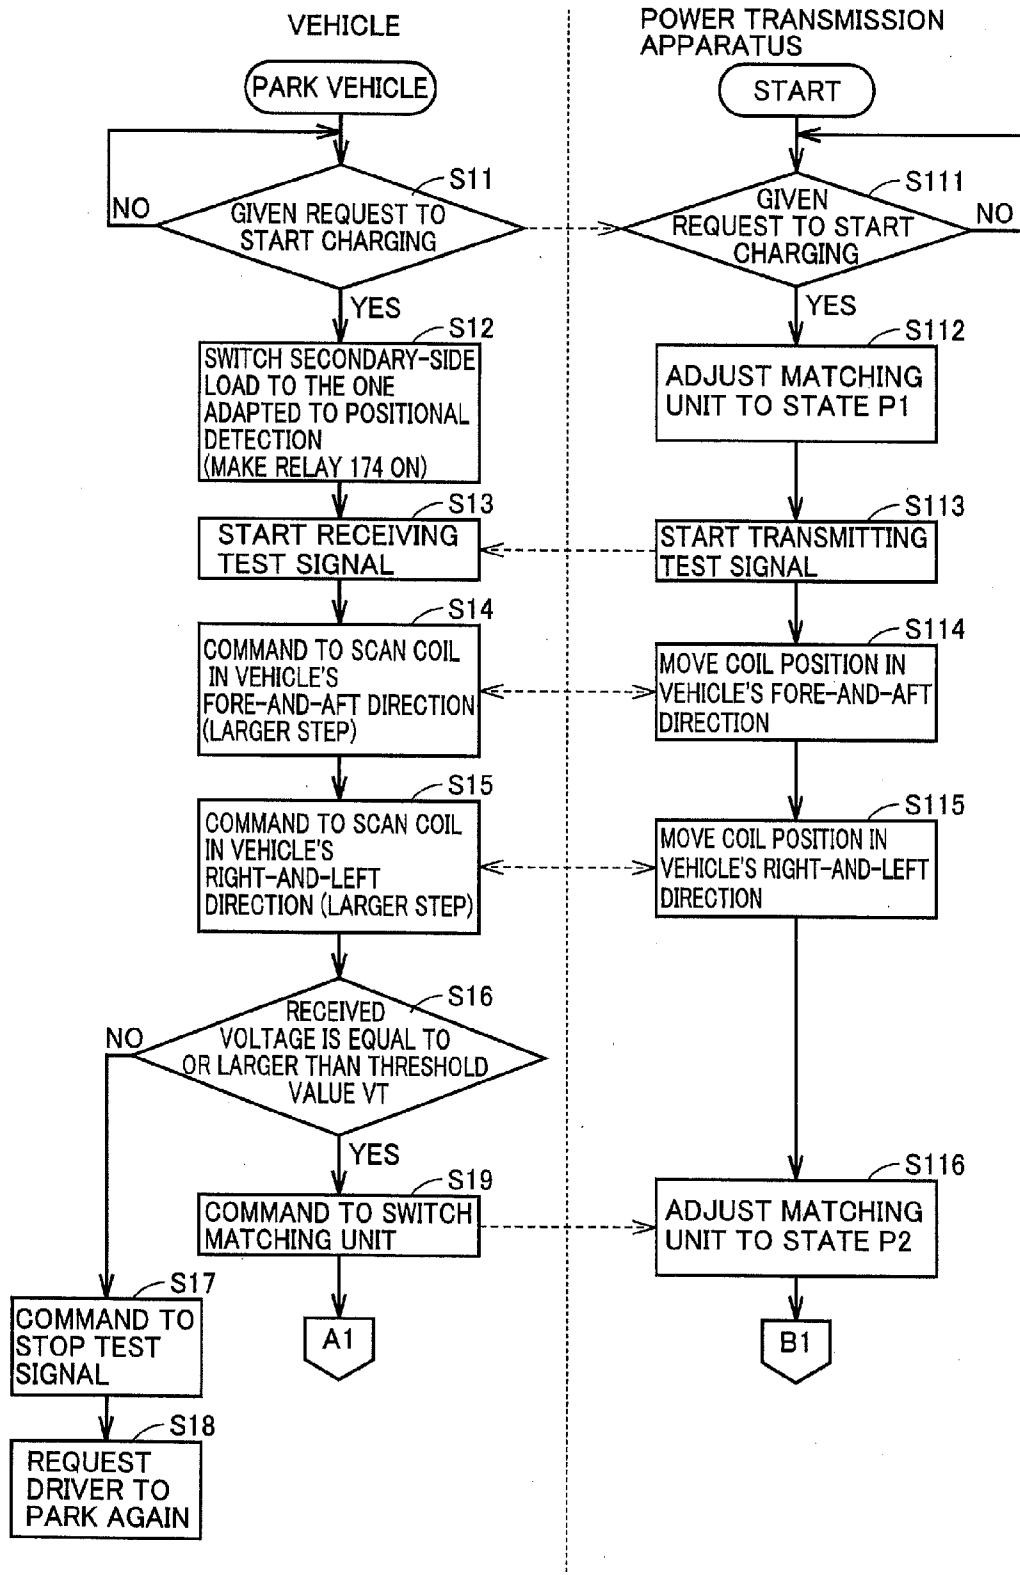 VEHICLE
POWER TRANSMISSION
APPARATUS
PARK VEHICLE
START
S11
NO
GIVEN REQUEST TO
START CHARGING
YES
S111
GIVEN
REQUEST TO START
CHARGING
NO
YES
S12
SWITCH SECONDARY-SIDE
LOAD TO THE ONE
ADAPTED TO POSITIONAL
DETECTION
(MAKE RELAY 174 ON)
S112
ADJUST MATCHING
UNIT TO STATE P1
S13
START RECEIVING
TEST SIGNAL
S113
START TRANSMITTING
TEST SIGNAL
S14
COMMAND TO SCAN COIL
IN VEHICLE'S
FORE-AND-AFT DIRECTION
(LARGER STEP)
S114
MOVE COIL POSITION IN
VEHICLE'S FORE-AND-AFT
DIRECTION
S15
COMMAND TO SCAN COIL
IN VEHICLE'S
RIGHT-AND-LEFT
DIRECTION (LARGER STEP)
S115
MOVE COIL POSITION IN
VEHICLE'S RIGHT-AND-LEFT
DIRECTION
S16
NO
RECEIVED
VOLTAGE IS EQUAL TO
OR LARGER THAN THRESHOLD
VALUE VT
YES
S19
COMMAND TO SWITCH
MATCHING UNIT
S116
ADJUST MATCHING
UNIT TO STATE P2
S17
COMMAND TO
STOP TEST
SIGNAL
A1
B1
S18
REQUEST
DRIVER TO
PARK AGAIN